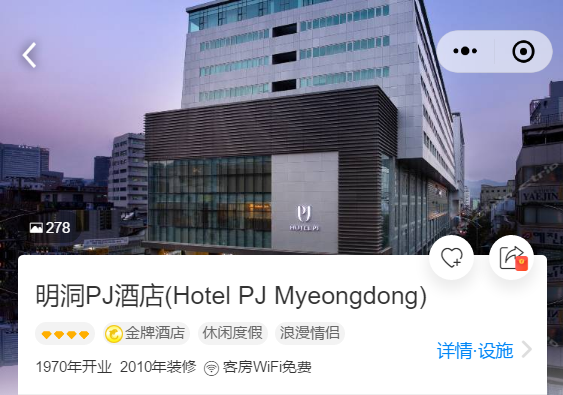 PJ
HOTEL PJ
278
明洞PJ酒店(Hotel PJ Myeongdong)
金牌酒店 休闲度假 浪漫情侣
详情·设施
1970年开业 2010年装修 客房WiFi免费